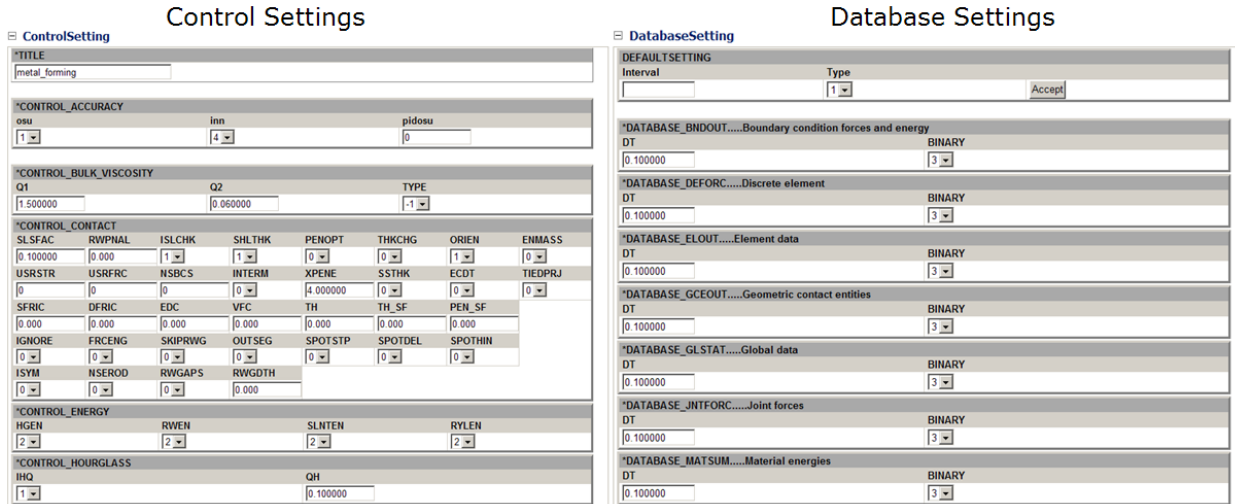 Control Settings
ControlSetting
*TITLE
metal_forming
*CONTROL_ACCURACY
osu inn pidosu
1 4 0
*CONTROL_BULK_VISCOSITY
Q1 Q2 TYPE
1.500000 0.060000 -1
*CONTROL_CONTACT
SLSFAC RWPNAL ISLCHK SHLTHK PENOPT THKCHG ORIEN ENMASS
0.100000 0.000 1 1 0 0 1 0
USRSTR USRFRC NSBCS INTERM XPENE SSTHK ECDT TIEDPRJ
0 0 0 0 4.000000 0 0 0
SFRIC DFRIC EDC VFC TH TH_SF PEN_SF
0.000 0.000 0.000 0.000 0.000 0.000 0.000
IGNORE FRCENG SKIPRWG OUTSEG SPOTSTP SPOTDEL SPOTHIN
0 0 0 0 0 0 0
ISYM NSEROD RWGAPS RWGDTH
0 0 0 0.000
*CONTROL_ENERGY
HGEN RWEN SLNTEN RYLEN
2 2 2 2
*CONTROL_HOURGLASS
IHQ QH
1 0.100000
Database Settings
DatabaseSetting
DEFAULTSETTING
Interval Type
1 Accept
*DATABASE_BNDOUT.....Boundary condition forces and energy
DT BINARY
0.100000 3
*DATABASE_DEFORC.....Discrete element
DT BINARY
0.100000 3
*DATABASE_ELOUT.....Element data
DT BINARY
0.100000 3
*DATABASE_GCEOUT.....Geometric contact entities
DT BINARY
0.100000 3
*DATABASE_GLSTAT.....Global data
DT BINARY
0.100000 3
*DATABASE_JNTFORC.....Joint forces
DT BINARY
0.100000 3
*DATABASE_MATSUM.....Material energies
DT BINARY
0.100000 3